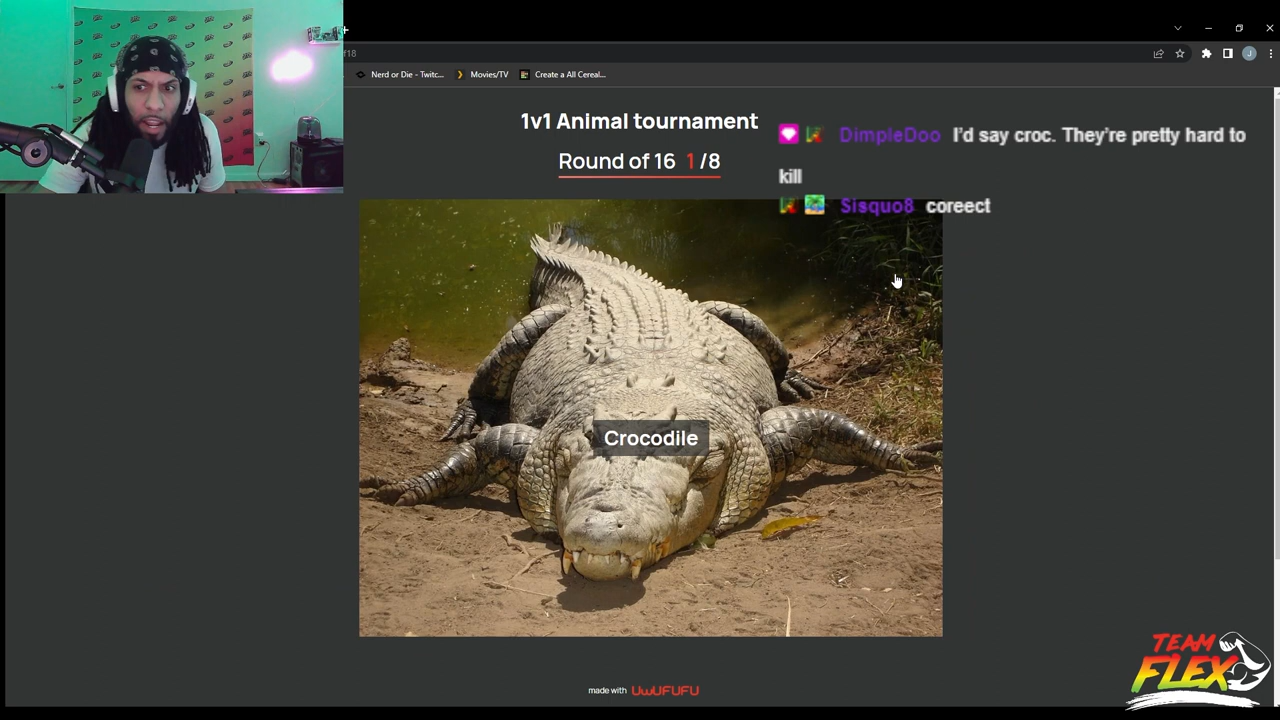 f18
Nerd or Die - Twitc...
Movies/TV
Create a All Cereal...
J
1v1 Animal tournament
Round of 16 1 /8
DimpleDoo I'd say croc. They're pretty hard to
kill
Sisquo8 coreect
Crocodile
made with UWUFUFU
TEAM
FLEX